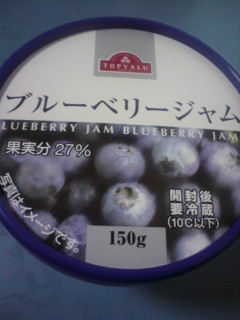 TOPVALU
ブルーベリージャム
LUEBERRY JAM BLUEBERRY JAM
果実分 27%
開封後
要冷蔵
(10℃以下)
写真はイメージです。
150g